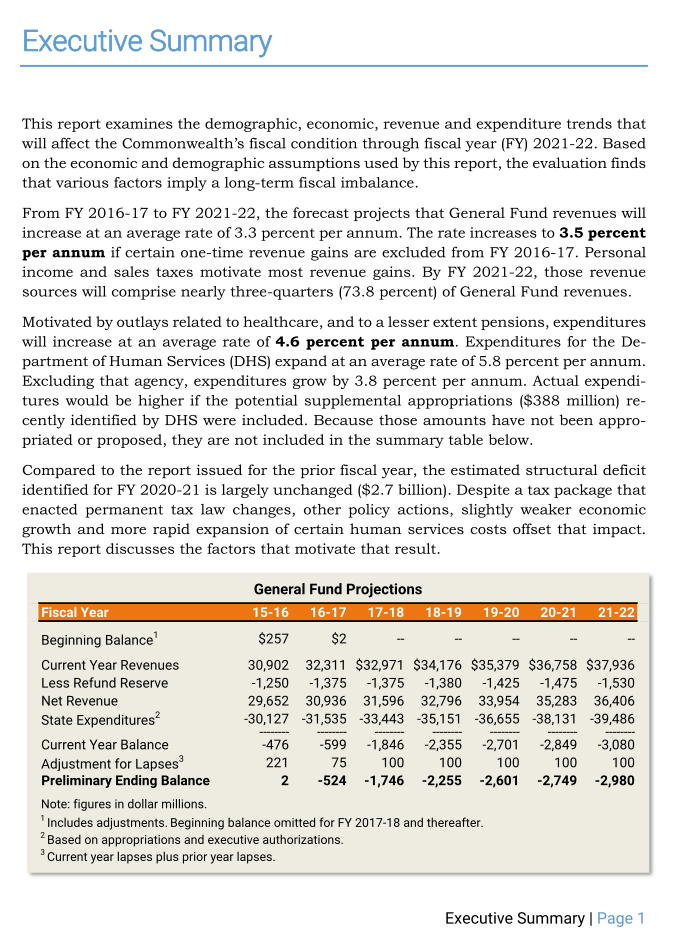 Executive Summary
This report examines the demographic, economic, revenue and expenditure trends that
will affect the Commonwealth's fiscal condition through fiscal year (FY) 2021-22. Based
on the economic and demographic assumptions used by this report, the evaluation finds
that various factors imply a long-term fiscal imbalance.
From FY 2016-17 to FY 2021-22, the forecast projects that General Fund revenues will
increase at an average rate of 3.3 percent per annum. The rate increases to 3.5 percent
per annum if certain one-time revenue gains are excluded from FY 2016-17. Personal
income and sales taxes motivate most revenue gains. By FY 2021-22, those revenue
sources will comprise nearly three-quarters (73.8 percent) of General Fund revenues.
Motivated by outlays related to healthcare, and to a lesser extent pensions, expenditures
will increase at an average rate of 4.6 percent per annum. Expenditures for the De-
partment of Human Services (DHS) expand at an average rate of 5.8 percent per annum.
Excluding that agency, expenditures grow by 3.8 percent per annum. Actual expendi-
tures would be higher if the potential supplemental appropriations ($388 million) re-
cently identified by DHS were included. Because those amounts have not been appro-
priated or proposed, they are not included in the summary table below.
Compared to the report issued for the prior fiscal year, the estimated structural deficit
identified for FY 2020-21 is largely unchanged ($2.7 billion). Despite a tax package that
enacted permanent tax law changes, other policy actions, slightly weaker economic
growth and more rapid expansion of certain human services costs offset that impact.
This report discusses the factors that motivate that result.
General Fund Projections
Fiscal Year 15-16 16-17 17-18 18-19 19-20 20-21 21-22
Beginning Balance1 $257 $2 -- -- -- -- --
Current Year Revenues 30,902 32,311 $32,971 $34,176 $35,379 $36,758 $37,936
Less Refund Reserve -1,250 -1,375 -1,375 -1,380 -1,425 -1,475 -1,530
Net Revenue 29,652 30,936 31,596 32,796 33,954 35,283 36,406
State Expenditures2 -30,127 -31,535 -33,443 -35,151 -36,655 -38,131 -39,486
Current Year Balance -476 -599 -1,846 -2,355 -2,701 -2,849 -3,080
Adjustment for Lapses3 221 75 100 100 100 100 100
Preliminary Ending Balance 2 -524 -1,746 -2,255 -2,601 -2,749 -2,980
Note: figures in dollar millions.
1 Includes adjustments. Beginning balance omitted for FY 2017-18 and thereafter.
2 Based on appropriations and executive authorizations.
3 Current year lapses plus prior year lapses.
Executive Summary | Page 1